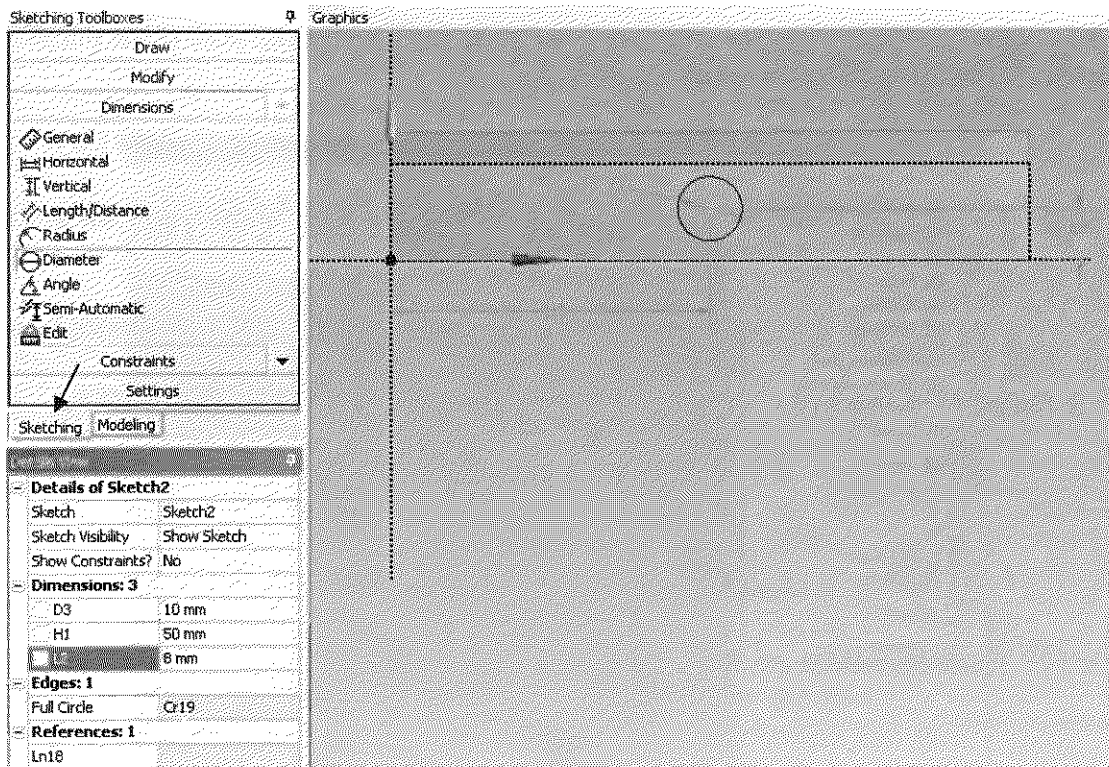 Sketching Toolboxes
Graphics
Draw
Modify
Dimensions
General
Horizontal
Vertical
Length/Distance
Radius
Diameter
Angle
Semi-Automatic
Edit
Constraints
Settings
Sketching Modeling
Details of Sketch2
Sketch Sketch2
Sketch Visibility Show Sketch
Show Constraints? No
Dimensions: 3
D3 10 mm
H1 50 mm
8 mm
Edges: 1
Full Circle Cr19
References: 1
Ln18